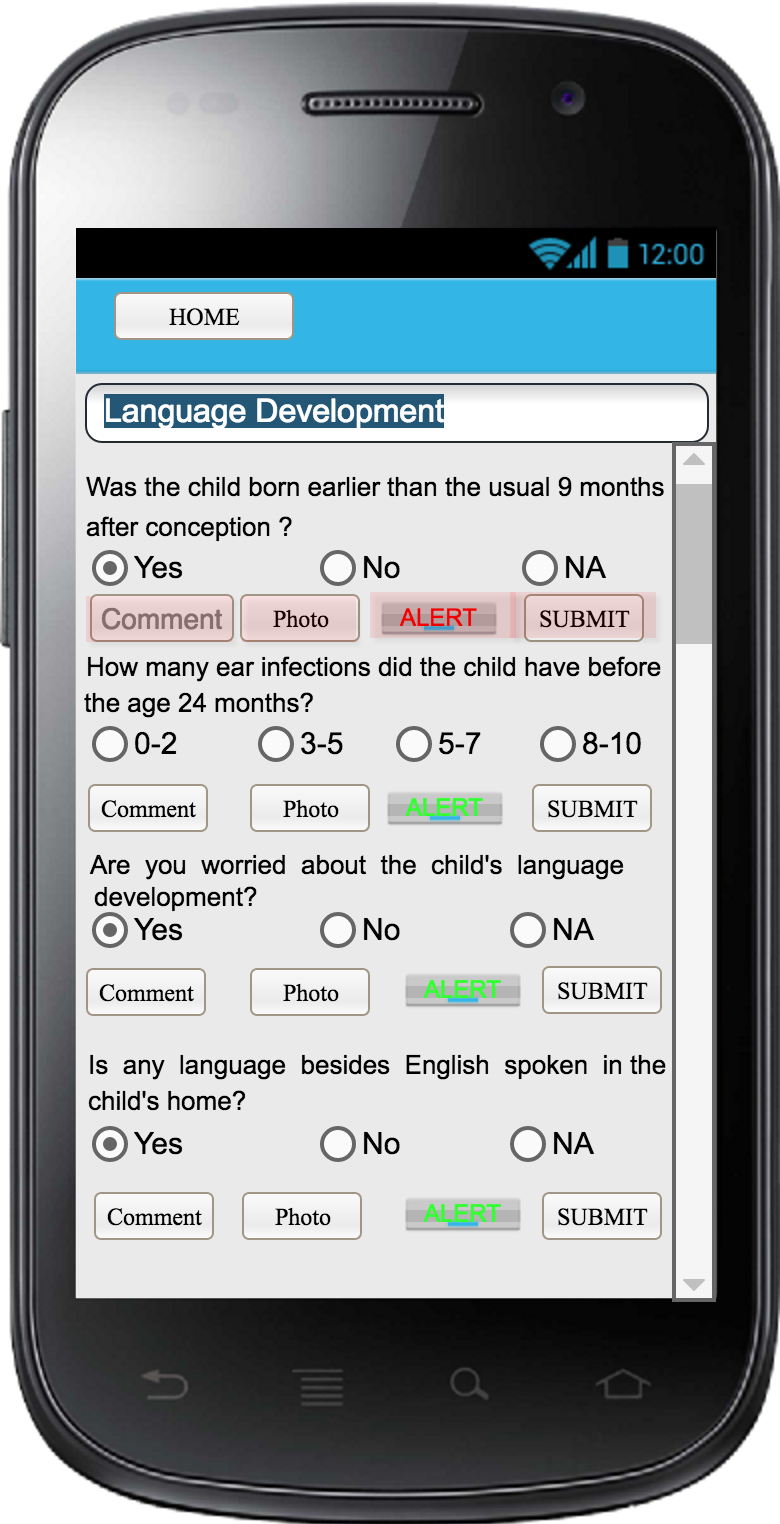 12:00
HOME
Language Development
Was the child born earlier than the usual 9 months
after conception ?
Yes No NA
Comment Photo ALERT SUBMIT
How many ear infections did the child have before
the age 24 months?
0-2 3-5 5-7 8-10
Comment Photo ALERT SUBMIT
Are you worried about the child's language
development?
Yes No NA
Comment Photo ALERT SUBMIT
Is any language besides English spoken in the
child's home?
Yes No NA
Comment Photo ALERT SUBMIT